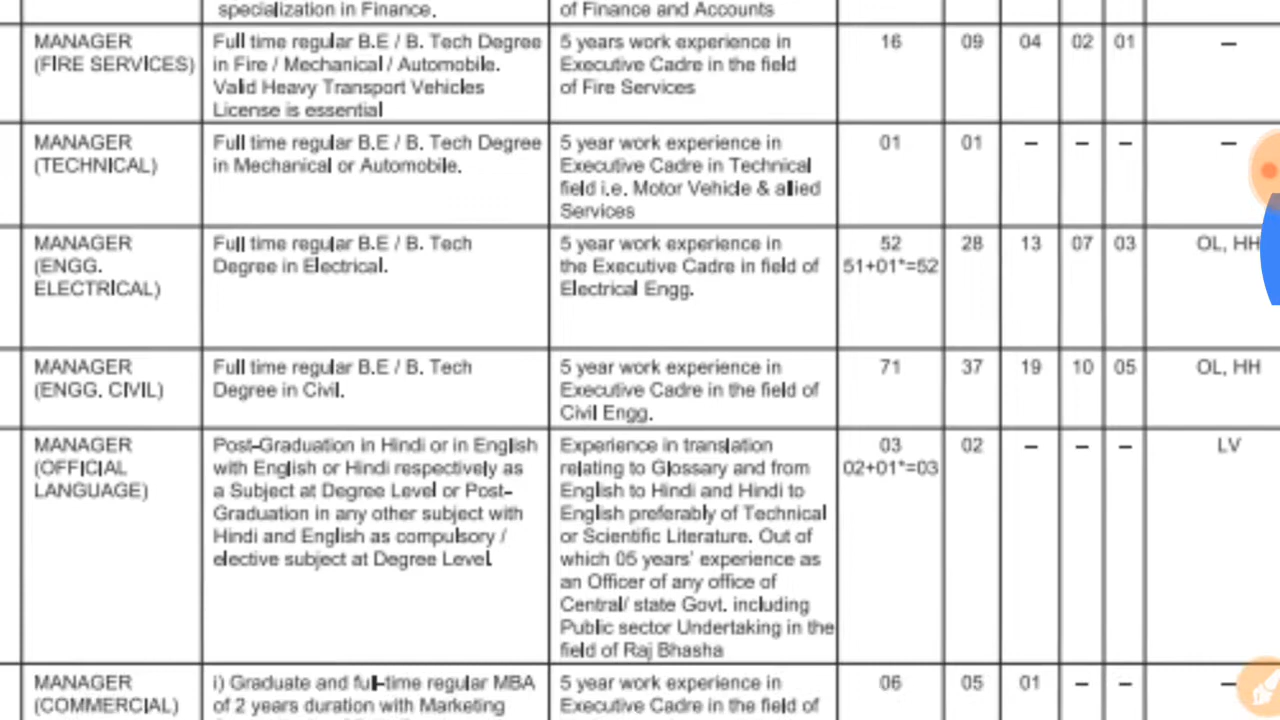 specialization in Finance.
of Finance and Accounts
MANAGER
(FIRE SERVICES)
Full time regular B.E / B. Tech Degree
in Fire / Mechanical / Automobile.
Valid Heavy Transport Vehicles
License is essential
5 years work experience in
Executive Cadre in the field
of Fire Services
16 09 04 02 01 –
MANAGER
(TECHNICAL)
Full time regular B.E / B. Tech Degree
in Mechanical or Automobile.
5 year work experience in
Executive Cadre in Technical
field i.e. Motor Vehicle & allied
Services
01 01 – – – –
MANAGER
(ENGG.
ELECTRICAL)
Full time regular B.E / B. Tech
Degree in Electrical.
5 year work experience in
the Executive Cadre in field of
Electrical Engg.
52 28 13 07 03 OL, HH
51+01*=52
MANAGER
(ENGG. CIVIL)
Full time regular B.E / B. Tech
Degree in Civil.
5 year work experience in
Executive Cadre in the field of
Civil Engg.
71 37 19 10 05 OL, HH
MANAGER
(OFFICIAL
LANGUAGE)
Post-Graduation in Hindi or in English
with English or Hindi respectively as
a Subject at Degree Level or Post-
Graduation in any other subject with
Hindi and English as compulsory /
elective subject at Degree Level.
Experience in translation
relating to Glossary and from
English to Hindi and Hindi to
English preferably of Technical
or Scientific Literature. Out of
which 05 years' experience as
an Officer of any office of
Central/ state Govt. including
Public sector Undertaking in the
field of Raj Bhasha
03 02 – – – LV
02+01*=03
MANAGER
(COMMERCIAL)
i) Graduate and full-time regular MBA
of 2 years duration with Marketing
5 year work experience in
Executive Cadre in the field of
06 05 01 – – –